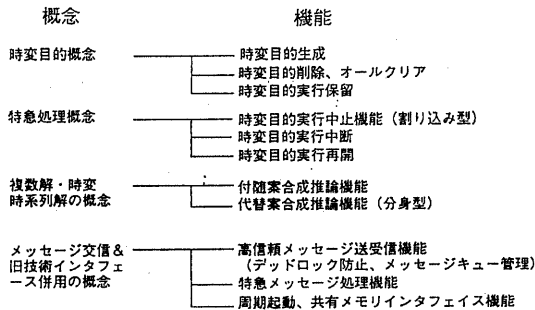 概念
機能
時変目的概念
時変目的生成
時変目的削除、オールクリア
時変目的実行保留
特急処理概念
時変目的実行中止機能（割り込み型）
時変目的実行中断
時変目的実行再開
複数解・時変
時系列解の概念
付随案合成推論機能
代替案合成推論機能（分身型）
メッセージ交信＆
旧技術インタフェ
ース併用の概念
高信頼メッセージ送受信機能
（デッドロック防止、メッセージキュー管理）
特急メッセージ処理機能
周期起動、共有メモリインタフェイス機能